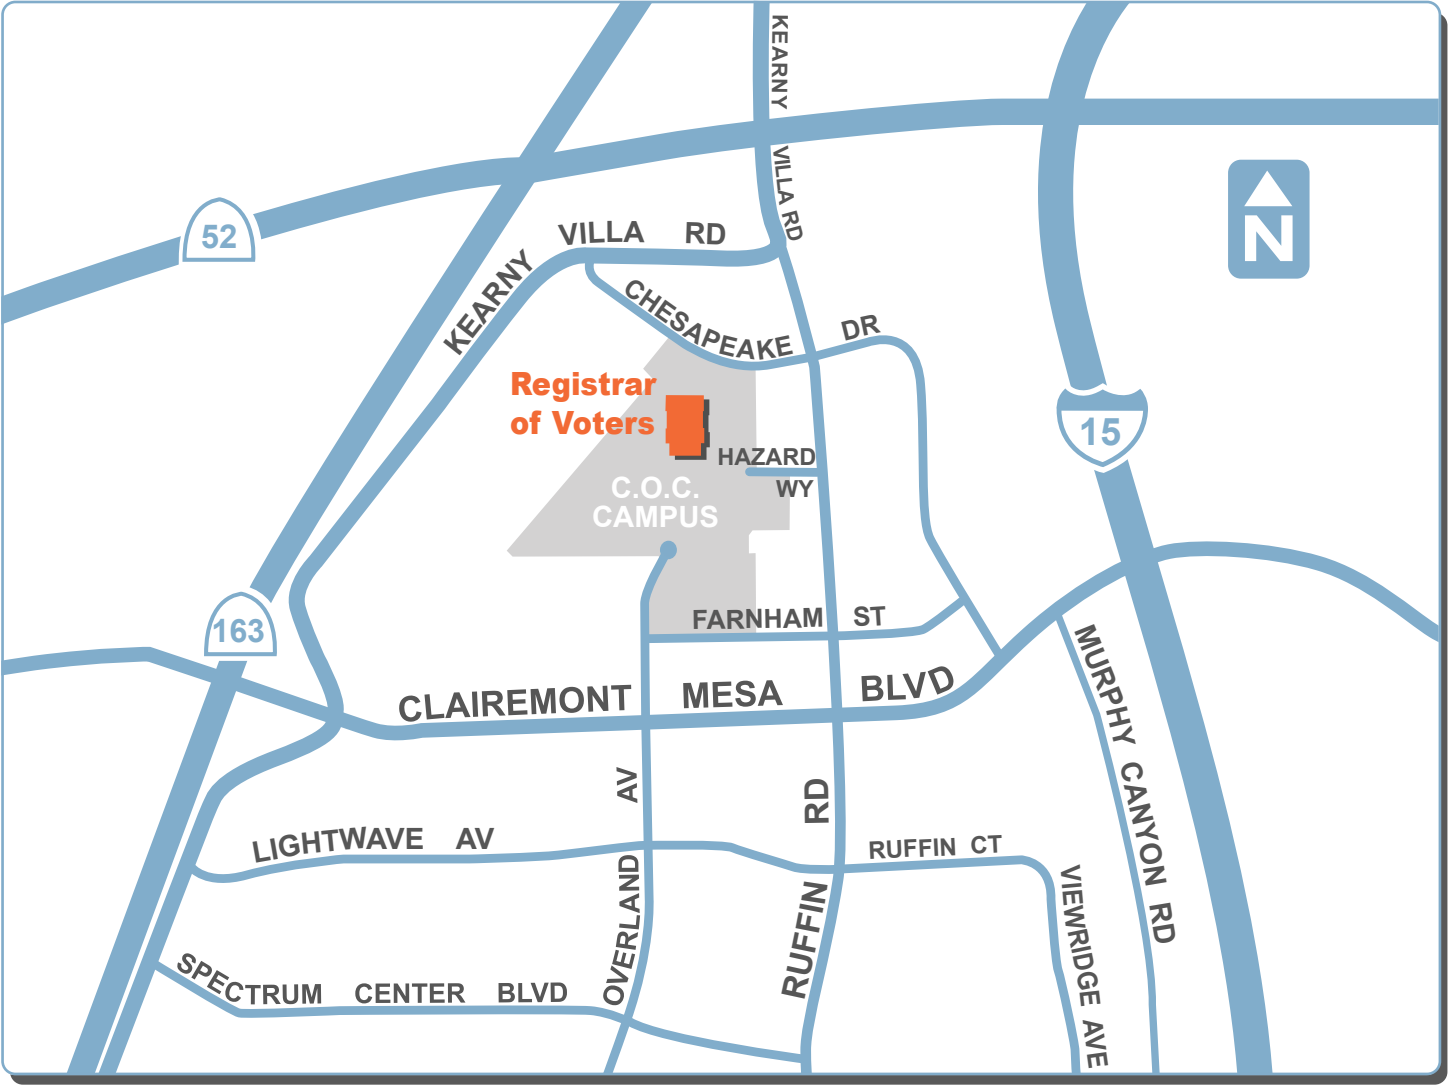 KEARNY VILLA RD
52
KEARNY VILLA RD
N
CHESAPEAKE DR
Registrar
of Voters
15
HAZARD
WY
C.O.C.
CAMPUS
163
FARNHAM ST
CLAIREMONT MESA BLVD
MURPHY CANYON RD
OVERLAND AV
RUFFIN RD
LIGHTWAVE AV
RUFFIN CT
VIEWRIDGE AVE
SPECTRUM CENTER BLVD